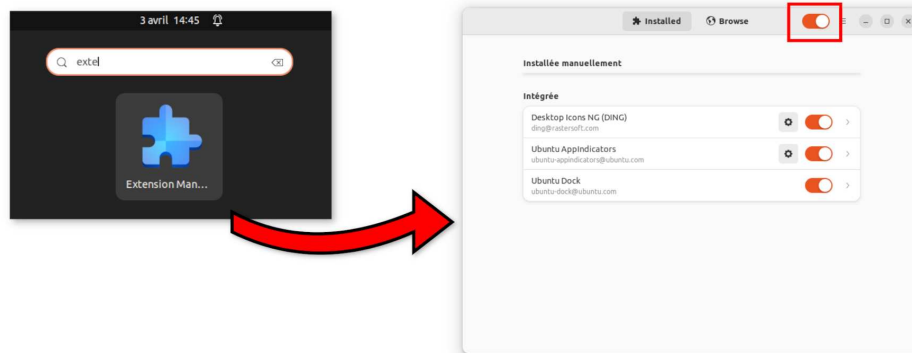 3 avril 14:45
exte
Extension Man...
Installed
Browse
Installée manuellement
Intégrée
Desktop Icons NG (DING)
ding@rastersoft.com
Ubuntu AppIndicators
ubuntu-appindicators@ubuntu.com
Ubuntu Dock
ubuntu-dock@ubuntu.com